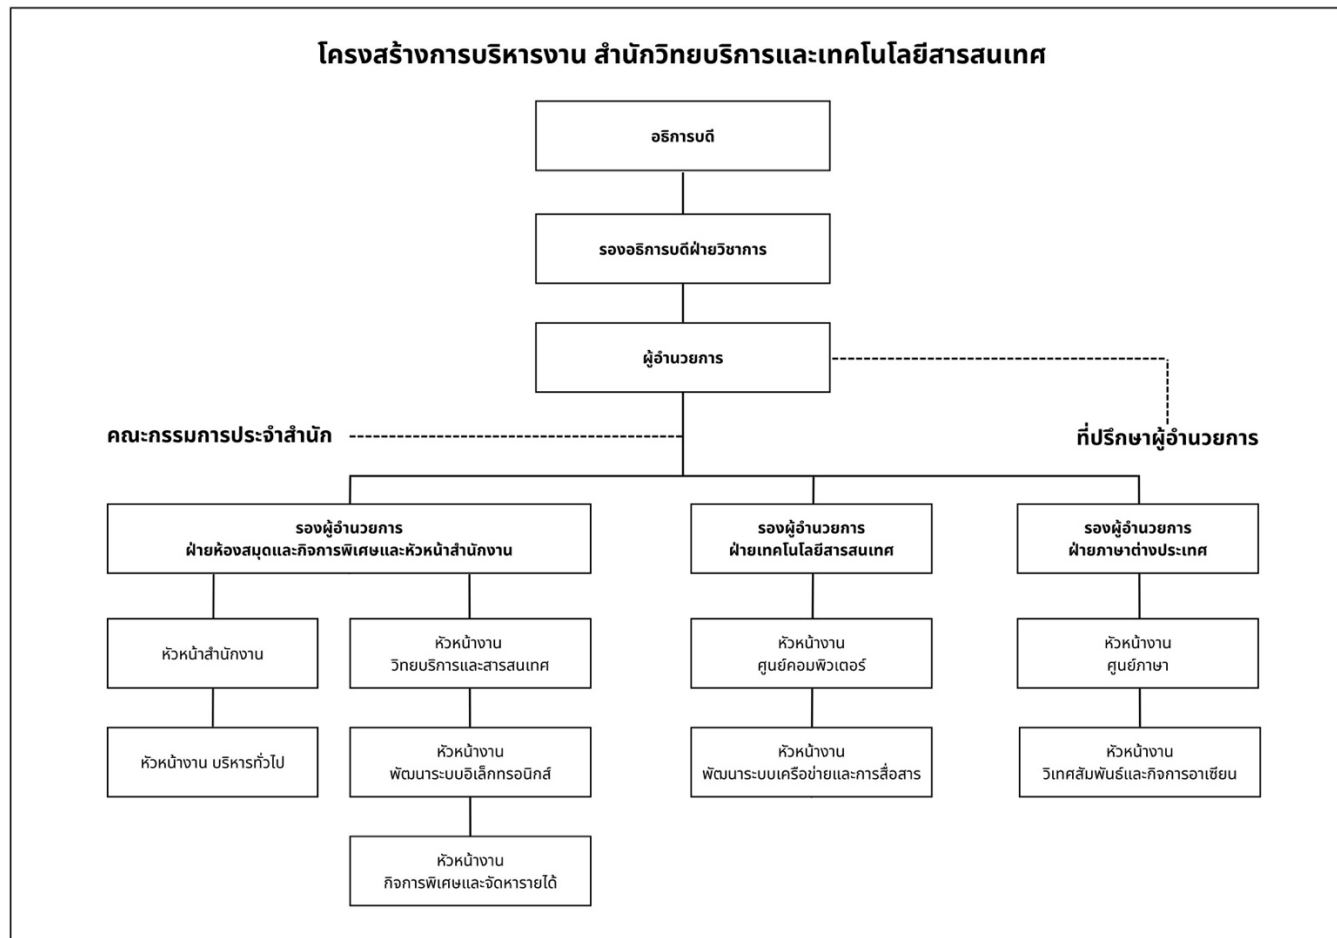 โครงสร้างการบริหารงาน สำนักวิทยบริการและเทคโนโลยีสารสนเทศ
อธิการบดี
รองอธิการบดีฝ่ายวิชาการ
ผู้อำนวยการ
คณะกรรมการประจำสำนัก
ที่ปรึกษาผู้อำนวยการ
รองผู้อำนวยการ
ฝ่ายห้องสมุดและกิจการพิเศษและหัวหน้าสำนักงาน
รองผู้อำนวยการ
ฝ่ายเทคโนโลยีสารสนเทศ
รองผู้อำนวยการ
ฝ่ายภาษาต่างประเทศ
หัวหน้าสำนักงาน
หัวหน้างาน
วิทยบริการและสารสนเทศ
หัวหน้างาน
ศูนย์คอมพิวเตอร์
หัวหน้างาน
ศูนย์ภาษา
หัวหน้างาน บริหารทั่วไป
หัวหน้างาน
พัฒนาระบบอิเล็กทรอนิกส์
หัวหน้างาน
พัฒนาระบบเครือข่ายและการสื่อสาร
หัวหน้างาน
วิเทศสัมพันธ์และกิจการอาเซียน
หัวหน้างาน
กิจการพิเศษและจัดหารายได้